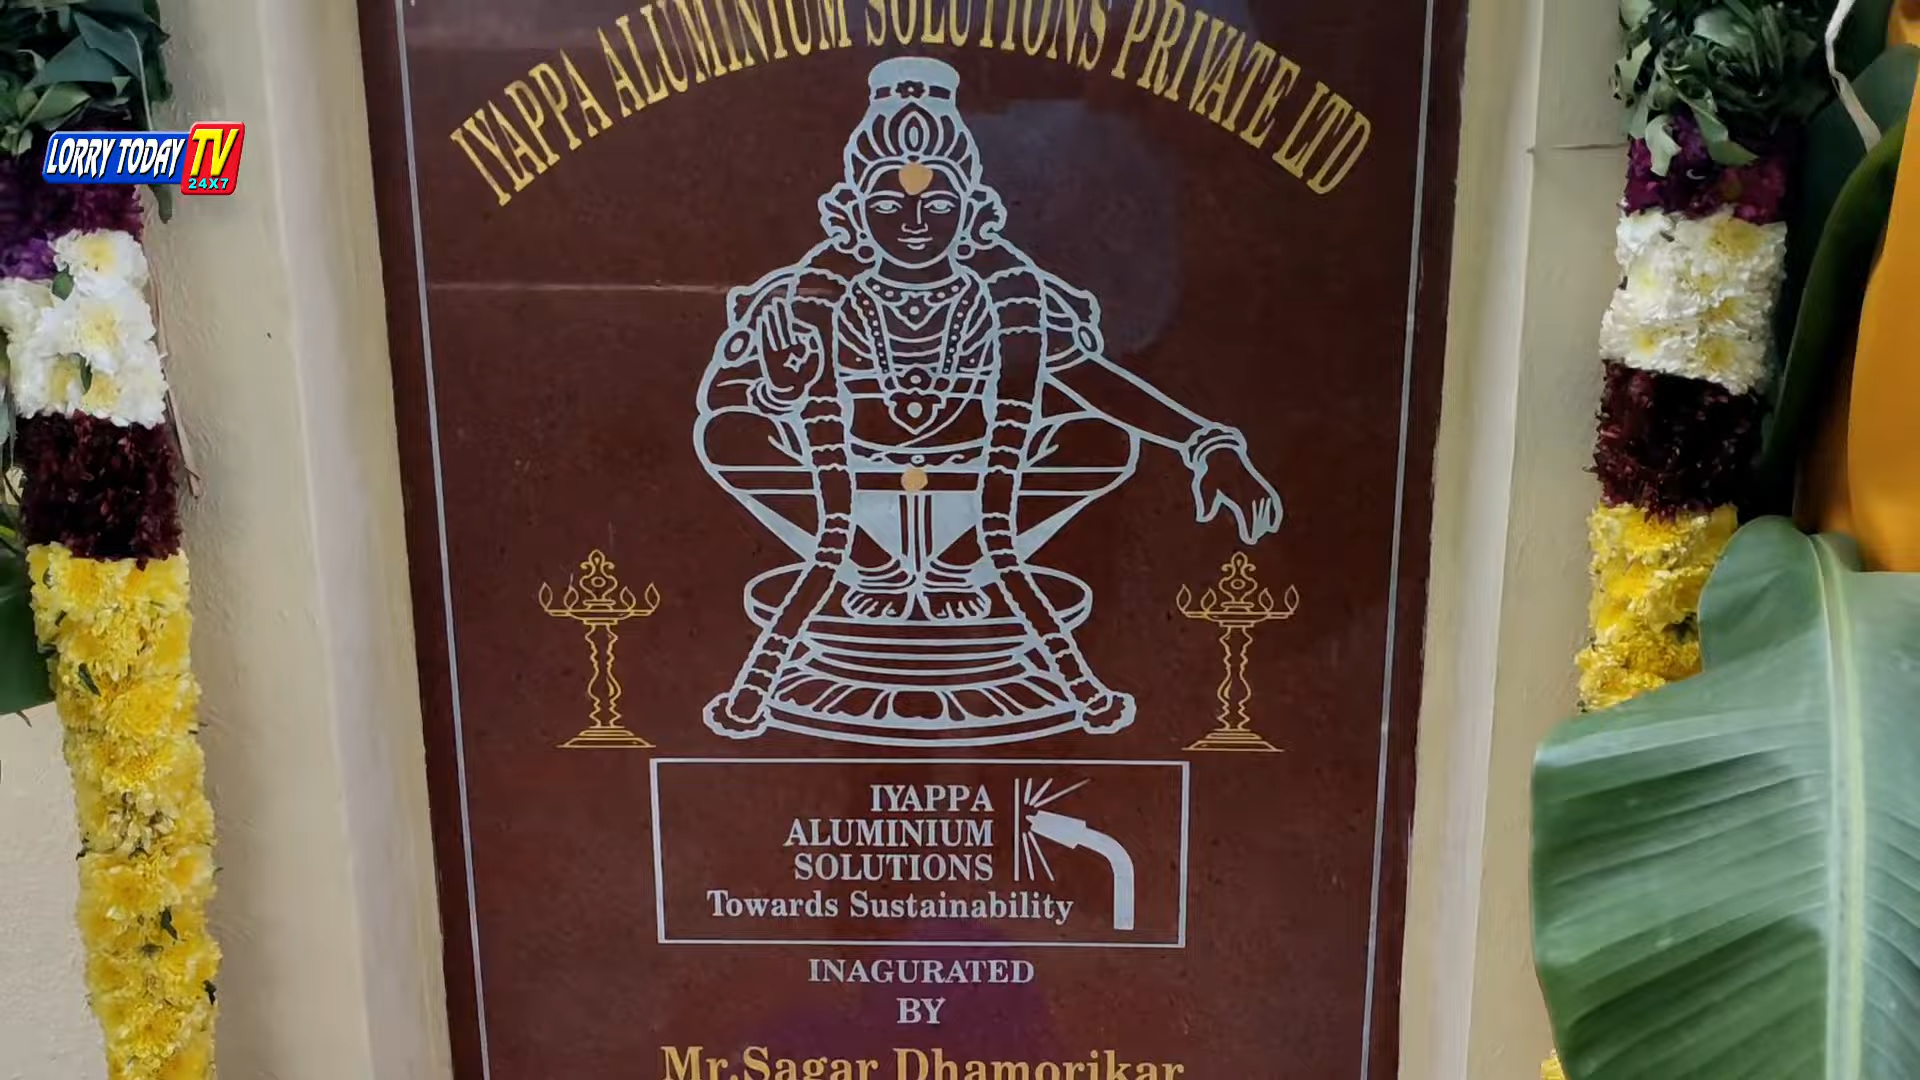 IYAPPA ALUMINIUM SOLUTIONS PRIVATE LTD
LORRY TODAY TV
24X7
IYAPPA
ALUMINIUM
SOLUTIONS
Towards Sustainability
INAGURATED
BY
Mr.Sagar Dhamorikar